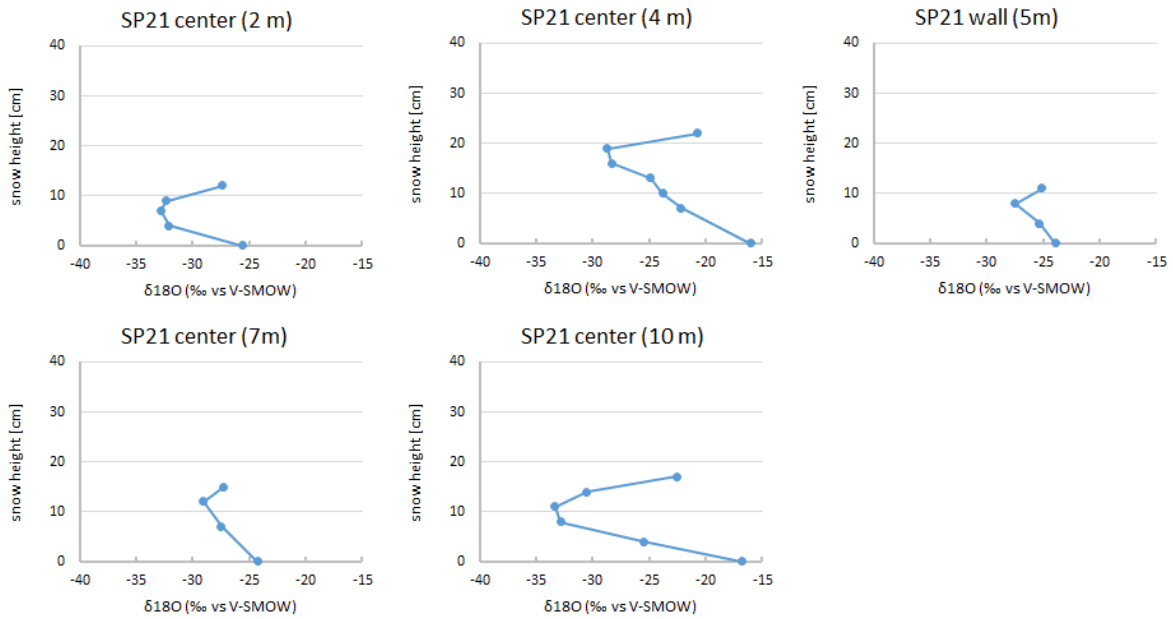 SP21 center (2 m)
40
30
20
10
0
snow height [cm]
-40 -35 -30 -25 -20 -15
δ18O (‰ vs V-SMOW)
SP21 center (4 m)
40
30
20
10
0
snow height [cm]
-40 -35 -30 -25 -20 -15
δ18O (‰ vs V-SMOW)
SP21 wall (5m)
40
30
20
10
0
snow height [cm]
-40 -35 -30 -25 -20 -15
δ18O (‰ vs V-SMOW)
SP21 center (7m)
40
30
20
10
0
snow height [cm]
-40 -35 -30 -25 -20 -15
δ18O (‰ vs V-SMOW)
SP21 center (10 m)
40
30
20
10
0
snow height [cm]
-40 -35 -30 -25 -20 -15
δ18O (‰ vs V-SMOW)